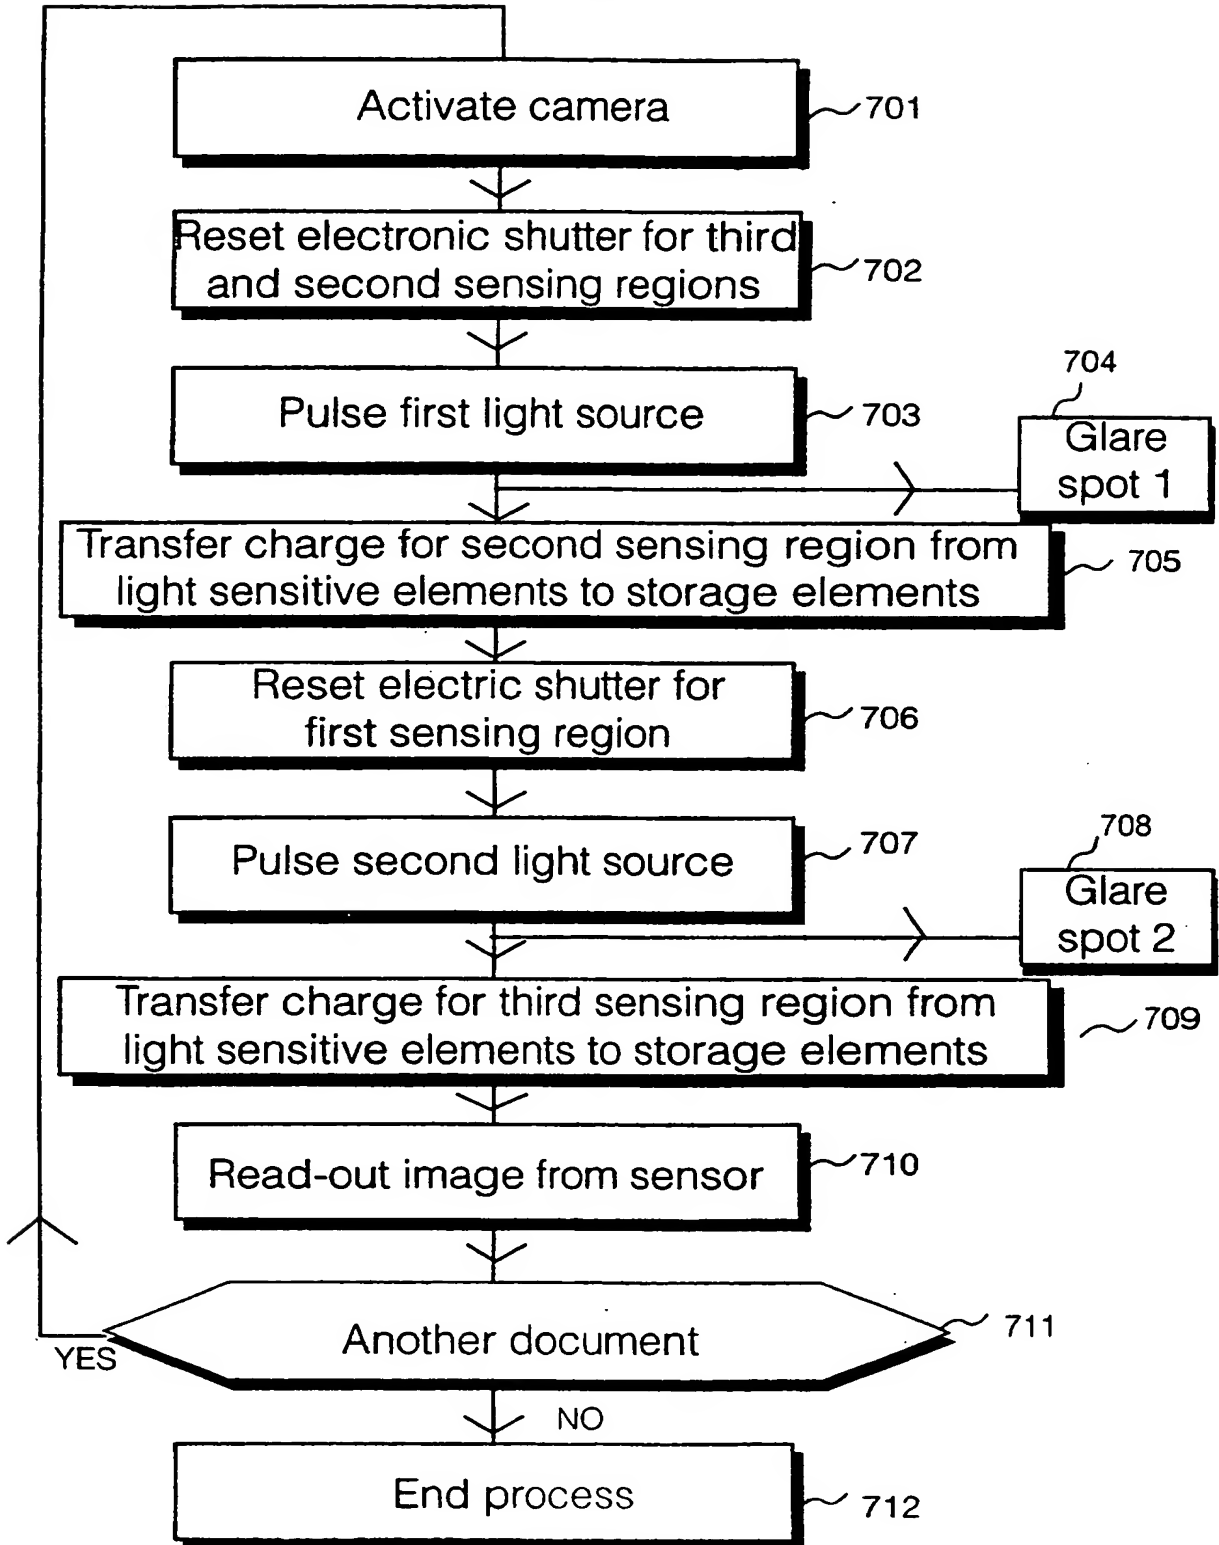 Activate camera
701
Reset electronic shutter for third
and second sensing regions
702
Pulse first light source
703
704
Glare
spot 1
Transfer charge for second sensing region from
light sensitive elements to storage elements
705
Reset electric shutter for
first sensing region
706
Pulse second light source
707
708
Glare
spot 2
Transfer charge for third sensing region from
light sensitive elements to storage elements
709
Read-out image from sensor
710
Another document
711
YES
NO
End process
712